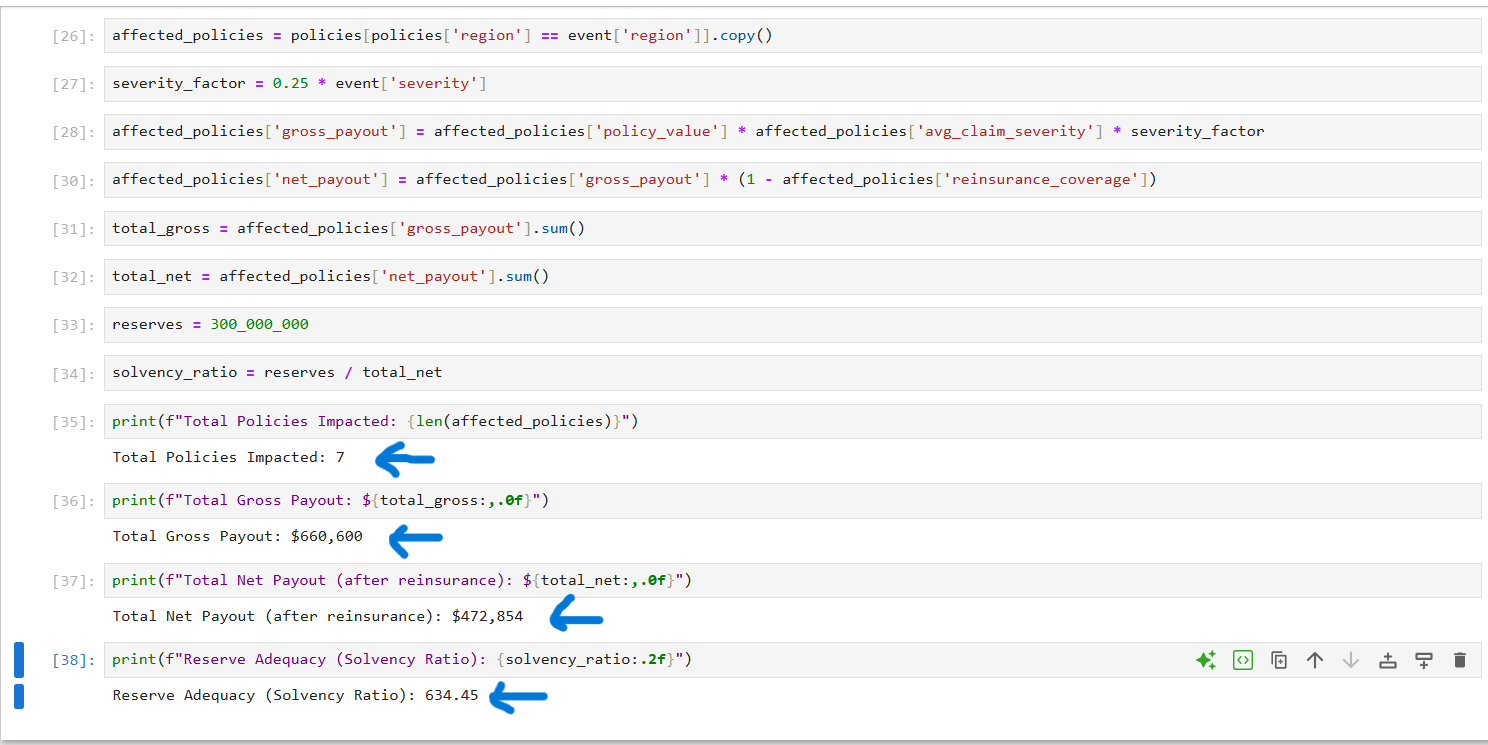 [26]: affected_policies = policies[policies['region'] == event['region']].copy()
[27]: severity_factor = 0.25 * event['severity']
[28]: affected_policies['gross_payout'] = affected_policies['policy_value'] * affected_policies['avg_claim_severity'] * severity_factor
[30]: affected_policies['net_payout'] = affected_policies['gross_payout'] * (1 - affected_policies['reinsurance_coverage'])
[31]: total_gross = affected_policies['gross_payout'].sum()
[32]: total_net = affected_policies['net_payout'].sum()
[33]: reserves = 300_000_000
[34]: solvency_ratio = reserves / total_net
[35]: print(f"Total Policies Impacted: {len(affected_policies)}")
Total Policies Impacted: 7
[36]: print(f"Total Gross Payout: ${total_gross:,.0f}")
Total Gross Payout: $660,600
[37]: print(f"Total Net Payout (after reinsurance): ${total_net:,.0f}")
Total Net Payout (after reinsurance): $472,854
[38]: print(f"Reserve Adequacy (Solvency Ratio): {solvency_ratio:.2f}")
Reserve Adequacy (Solvency Ratio): 634.45